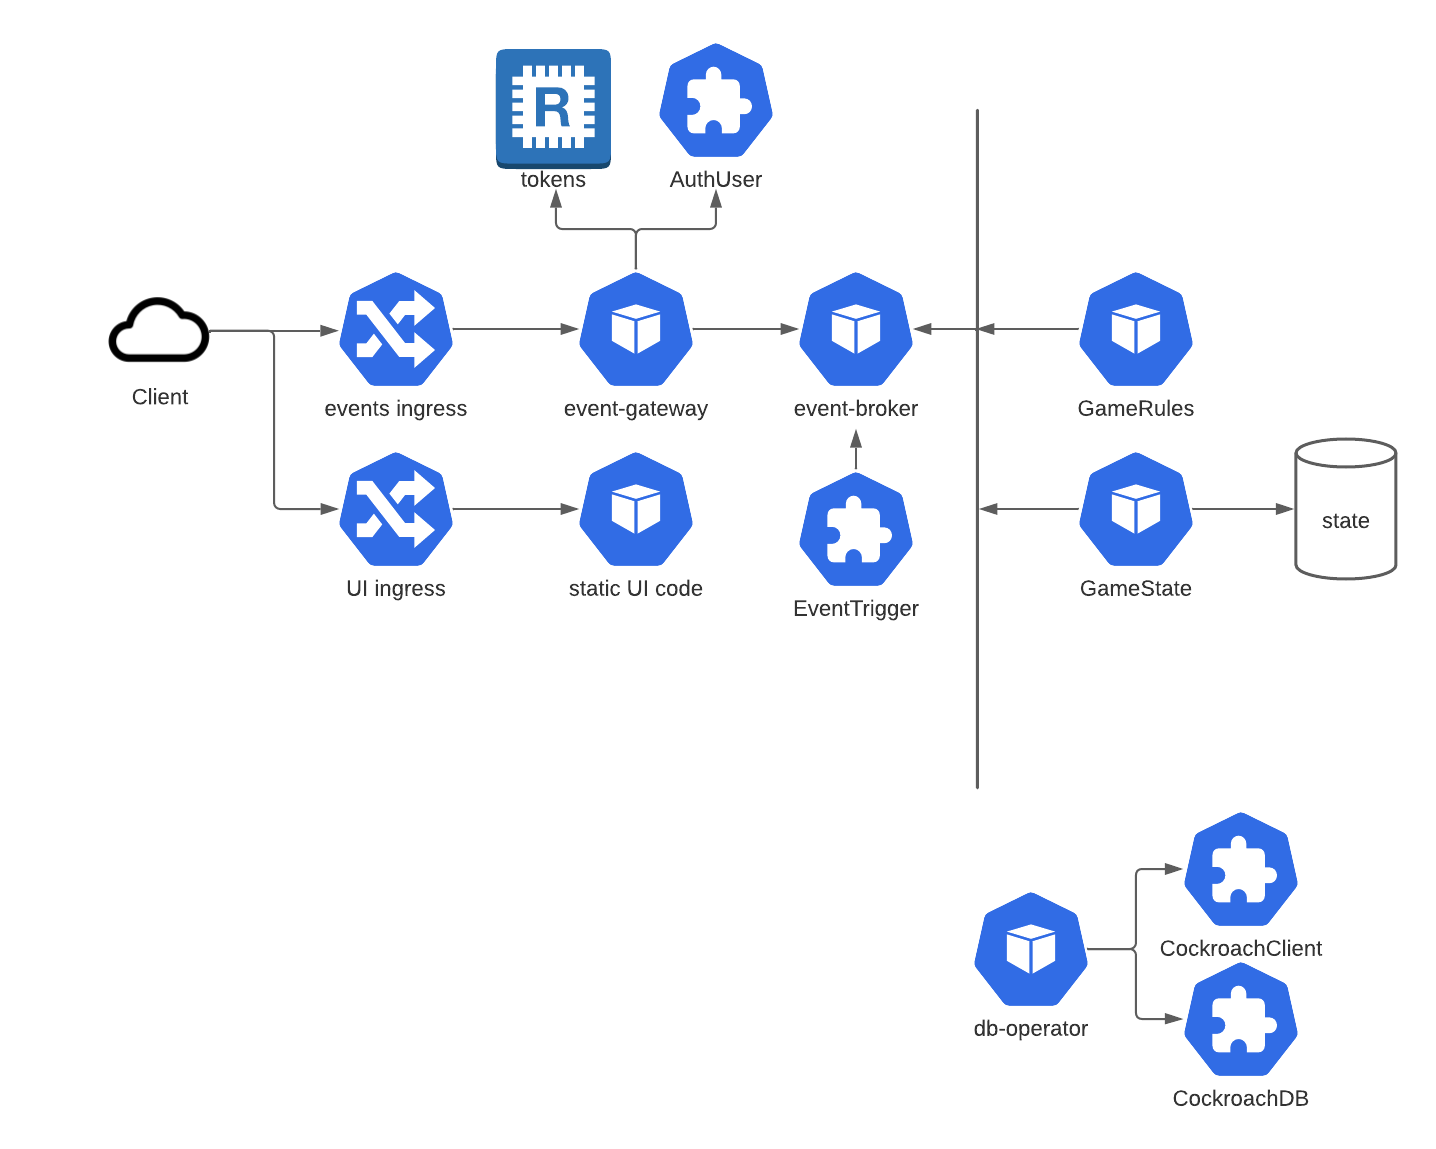 R
tokens
AuthUser
Client
events ingress
event-gateway
event-broker
GameRules
UI ingress
static UI code
EventTrigger
GameState
state
CockroachClient
db-operator
CockroachDB